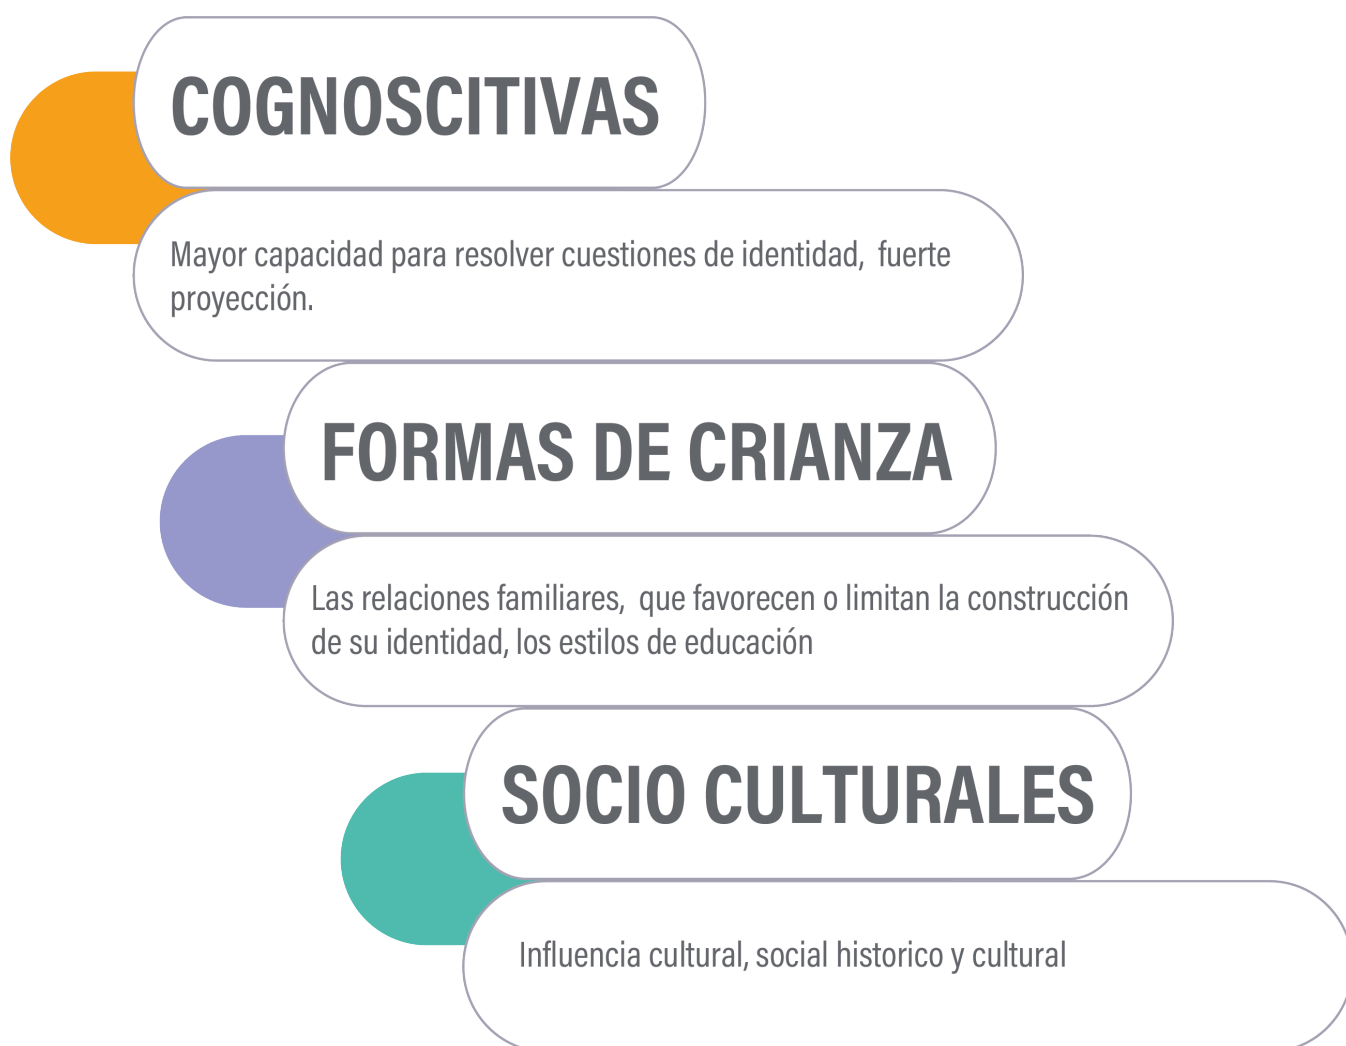 COGNOSCITIVAS
Mayor capacidad para resolver cuestiones de identidad, fuerte
proyección.
FORMAS DE CRIANZA
Las relaciones familiares, que favorecen o limitan la construcción
de su identidad, los estilos de educación
SOCIO CULTURALES
Influencia cultural, social historico y cultural